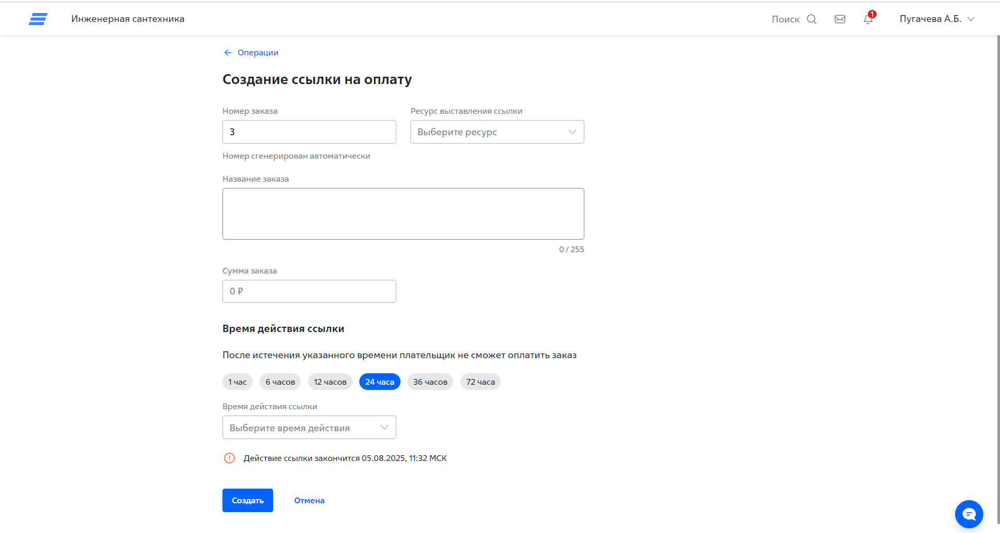 Инженерная сантехника
Поиск
1
Пугачева А.Б.
Операции
Создание ссылки на оплату
Номер заказа
Ресурс выставления ссылки
3
Выберите ресурс
Номер сгенерирован автоматически
Название заказа
0 / 255
Сумма заказа
0 ₽
Время действия ссылки
После истечения указанного времени плательщик не сможет оплатить заказ
1 час 6 часов 12 часов 24 часа 36 часов 72 часа
Время действия ссылки
Выберите время действия
Действие ссылки закончится 05.08.2025, 11:32 МСК
Создать
Отмена